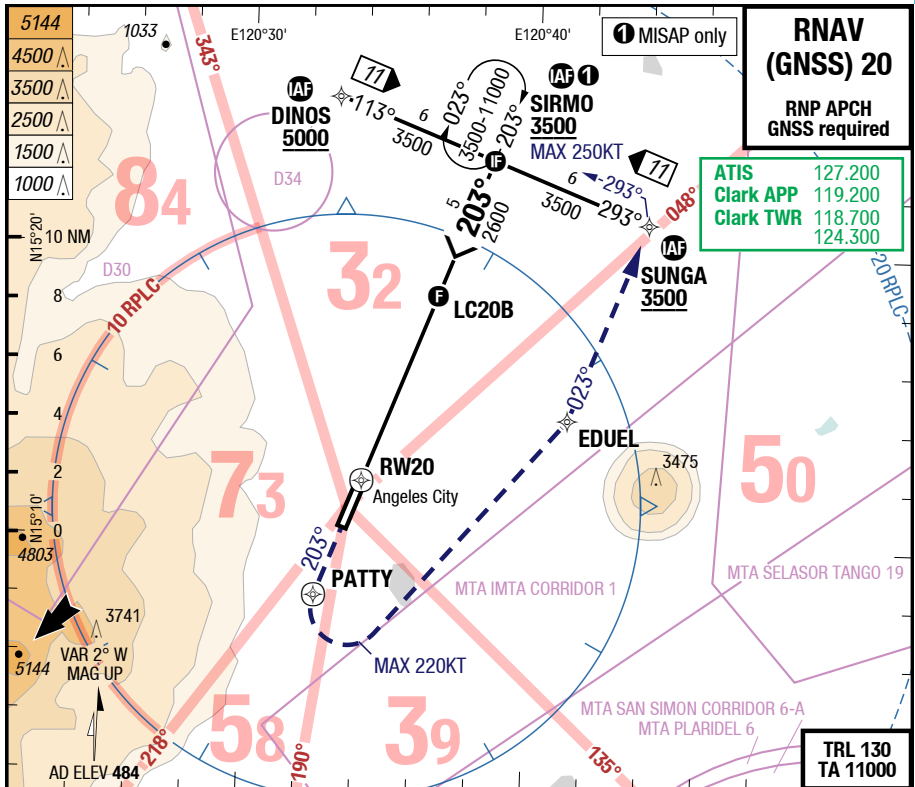 5144
4500
3500
2500
1500
1000
1033
E120°30'
E120°40'
1 MISAP only
RNAV
(GNSS) 20
RNP APCH
GNSS required
ATIS 127.200
Clark APP 119.200
Clark TWR 118.700
124.300
343°
IAF
DINOS
5000
11
113°
6
3500
023°
3500-11000
203°
IAF 1
SIRMO
3500
MAX 250KT
IF
11
6
293°
3500
293°
048°
IAF
SUNGA
3500
D34
84
N15°20'
10 NM
D30
203°
5
2600
32
F
LC20B
20 RPLC
10 RPLC
8
6
4
2
0
N15°10'
023°
EDUEL
3475
50
73
RW20
Angeles City
4803
203°
PATTY
MTA IMTA CORRIDOR 1
MTA SELASOR TANGO 19
3741
VAR 2° W
MAG UP
5144
MAX 220KT
58
39
MTA SAN SIMON CORRIDOR 6-A
MTA PLARIDEL 6
218°
190°
135°
AD ELEV 484
TRL 130
TA 11000